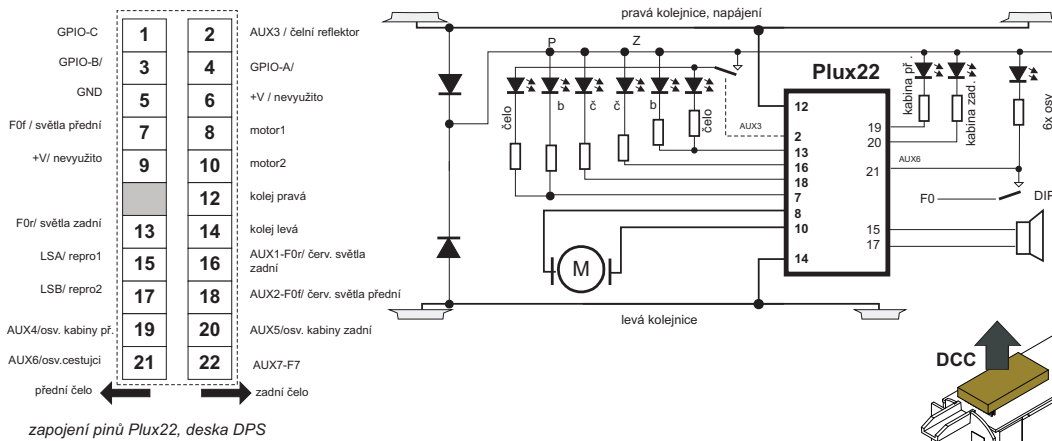 GPIO-C 1 2 AUX3 / čelní reflektor
GPIO-B/ 3 4 GPIO-A/
GND 5 6 +V / nevyužito
F0f / světla přední 7 8 motor1
+V/ nevyužito 9 10 motor2
12 kolej pravá
F0r/ světla zadní 13 14 kolej levá
LSA/ repro1 15 16 AUX1-F0r/ červ. světla
zadní
LSB/ repro2 17 18 AUX2-F0f/ červ. světla přední
AUX4/osv. kabiny př. 19 20 AUX5/osv. kabiny zadní
AUX6/osv.cestujci 21 22 AUX7-F7
přední čelo zadní čelo
zapojení pinů Plux22, deska DPS
pravá kolejnice, napájení
P Z
čelo b č č b čelo
AUX3
Plux22
12
2
13
16
18
7
8
10
14
19
20
21
15
17
kabina př.
kabina zad.
6x osv
AUX6
F0
DIP
M
levá kolejnice
DCC